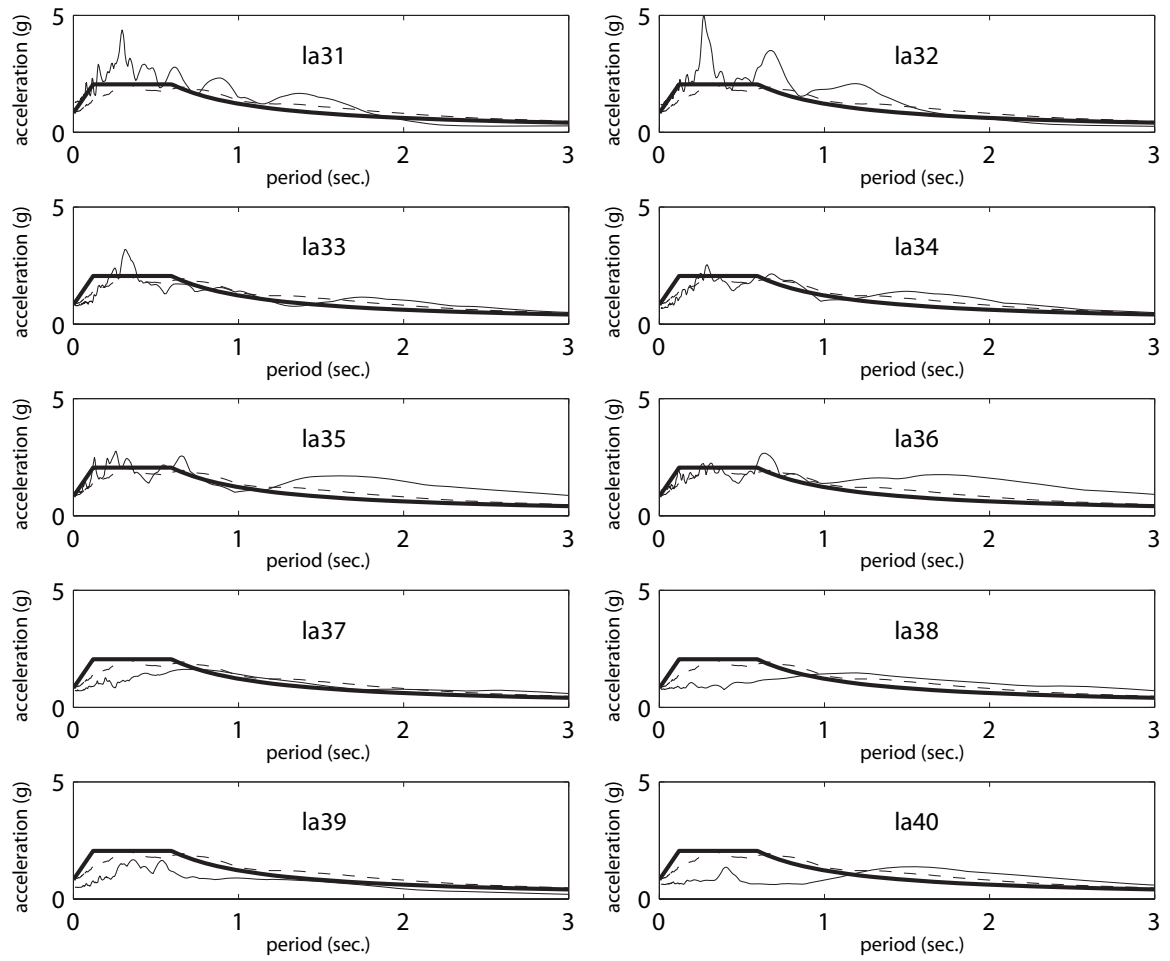 acceleration (g)
5
0
la31
0 1 2 3
period (sec.)
acceleration (g)
5
0
la32
0 1 2 3
period (sec.)
acceleration (g)
5
0
la33
0 1 2 3
period (sec.)
acceleration (g)
5
0
la34
0 1 2 3
period (sec.)
acceleration (g)
5
0
la35
0 1 2 3
period (sec.)
acceleration (g)
5
0
la36
0 1 2 3
period (sec.)
acceleration (g)
5
0
la37
0 1 2 3
period (sec.)
acceleration (g)
5
0
la38
0 1 2 3
period (sec.)
acceleration (g)
5
0
la39
0 1 2 3
period (sec.)
acceleration (g)
5
0
la40
0 1 2 3
period (sec.)